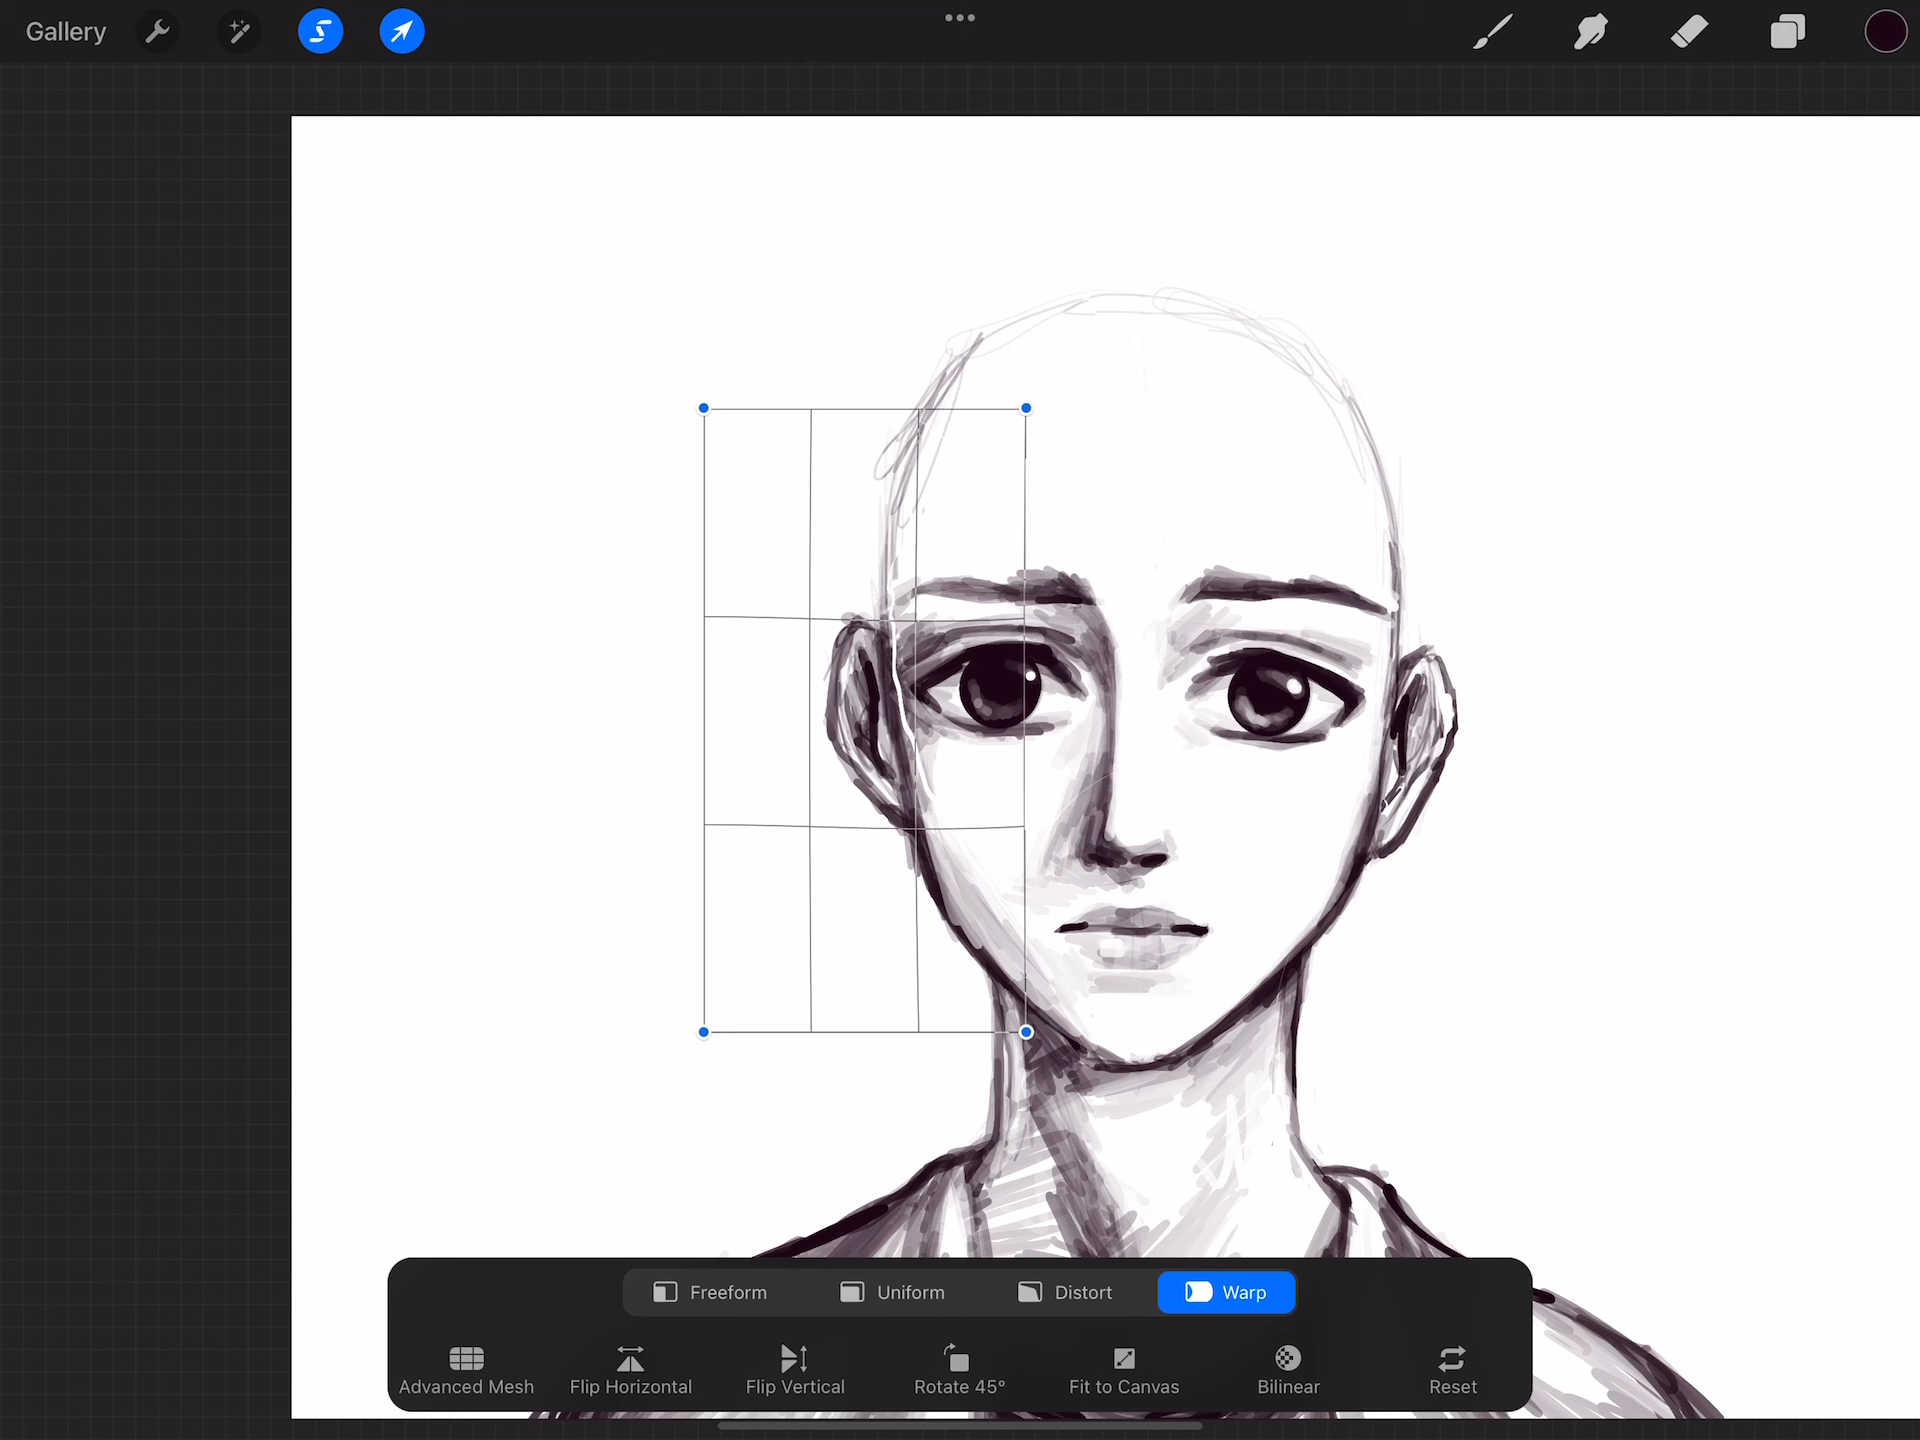 Gallery
Freeform Uniform Distort Warp
Advanced Mesh Flip Horizontal Flip Vertical Rotate 45° Fit to Canvas Bilinear Reset